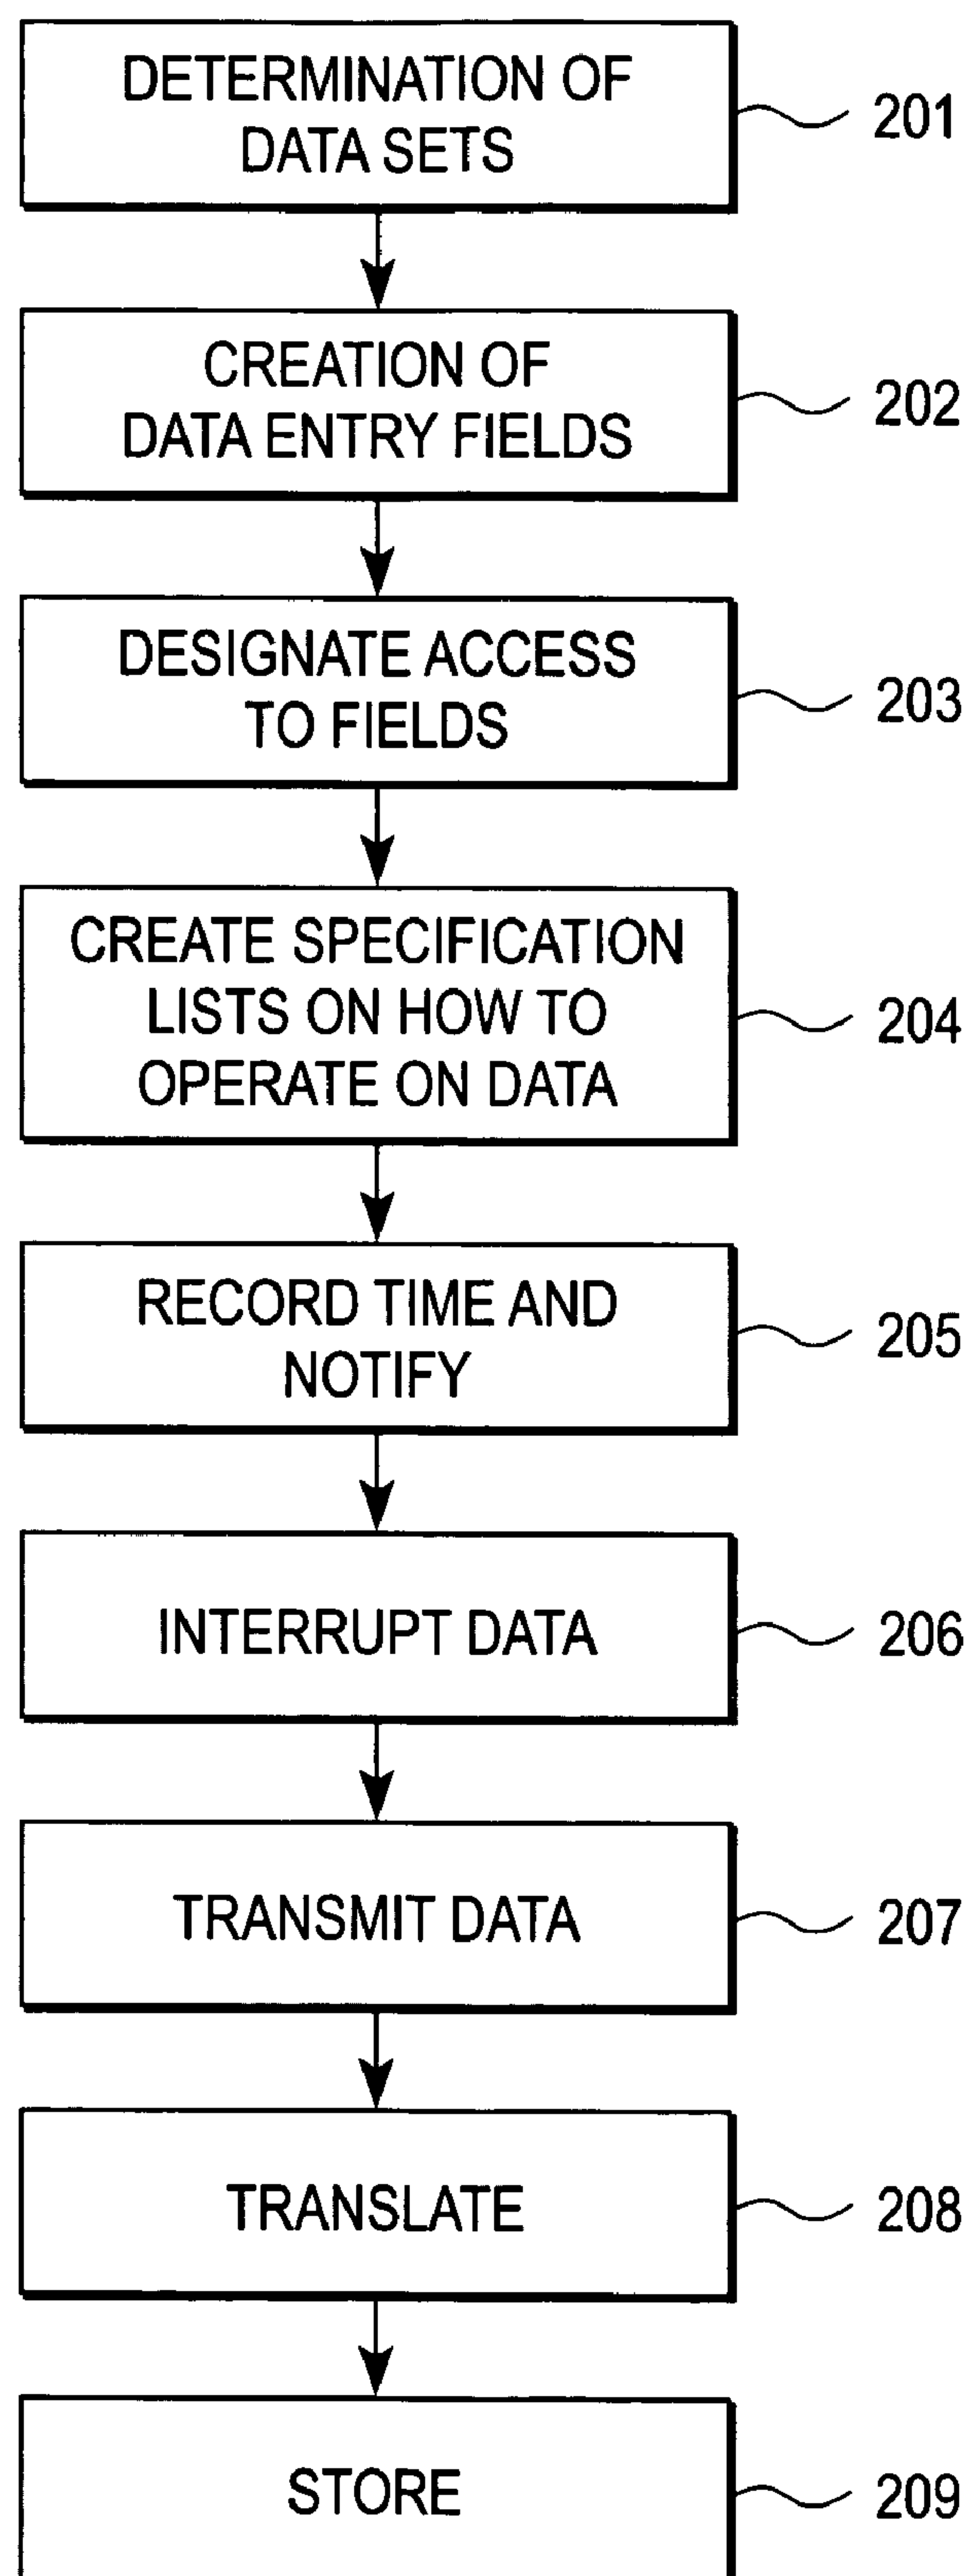 DETERMINATION OF
DATA SETS
201
CREATION OF
DATA ENTRY FIELDS
202
DESIGNATE ACCESS
TO FIELDS
203
CREATE SPECIFICATION
LISTS ON HOW TO
OPERATE ON DATA
204
RECORD TIME AND
NOTIFY
205
INTERRUPT DATA
206
TRANSMIT DATA
207
TRANSLATE
208
STORE
209